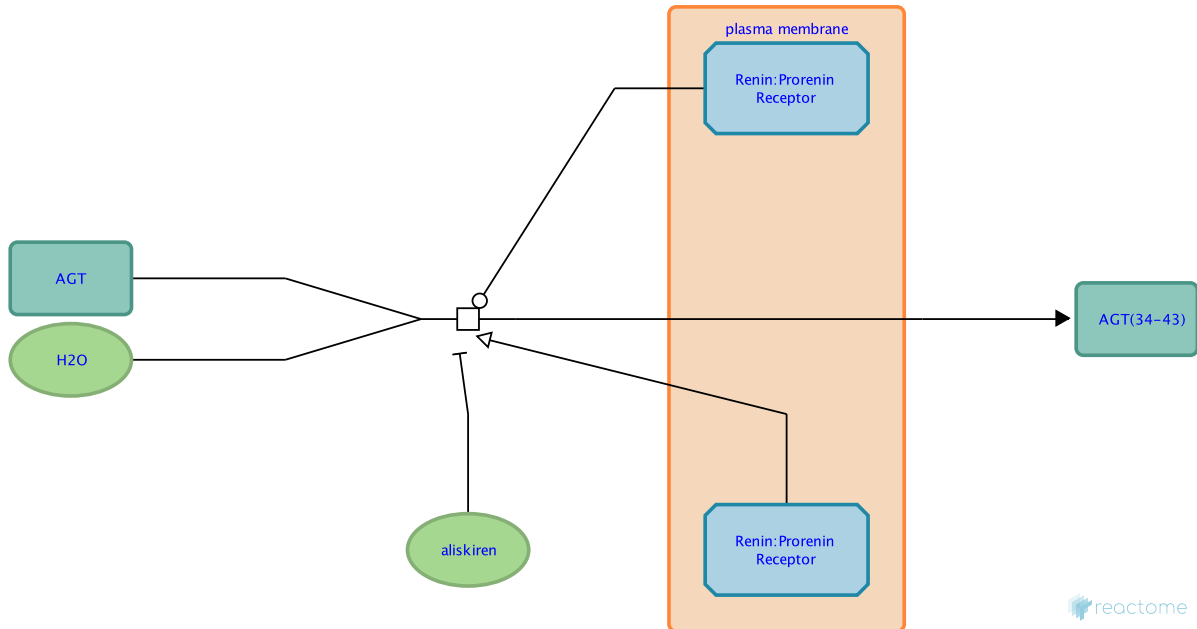 plasma membrane
Renin:Prorenin
Receptor
AGT
H2O
AGT(34-43)
aliskiren
Renin:Prorenin
Receptor
reactome